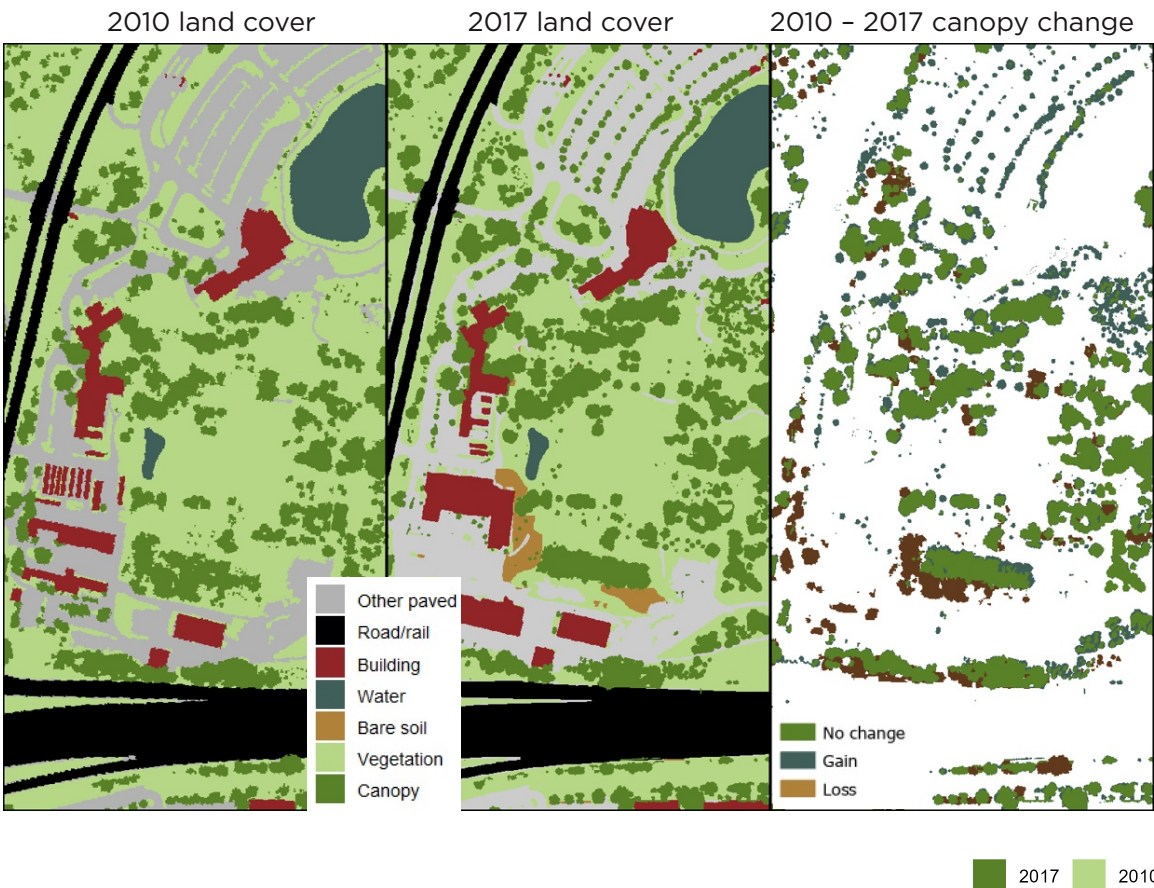 2010 land cover
2017 land cover
2010 – 2017 canopy change
Other paved
Road/rail
Building
Water
Bare soil
Vegetation
Canopy
No change
Gain
Loss
2017
2010